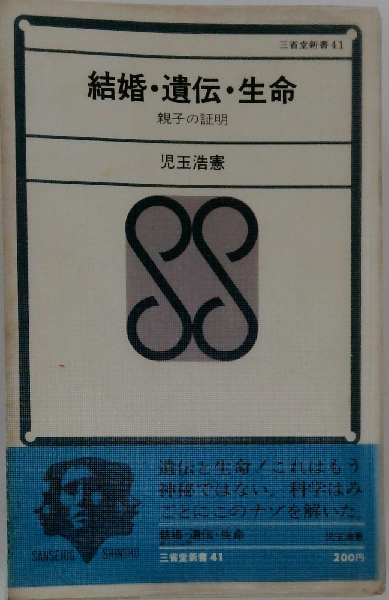 三省堂新書41
結婚・遺伝・生命
親子の証明
児玉浩憲
遺伝と生命！これはもう
神秘ではない。科学はみ
ごとにこのナゾを解いた。
結婚・遺伝・生命 児玉浩憲
SANSEIDO SHINSHO
三省堂新書41 200円